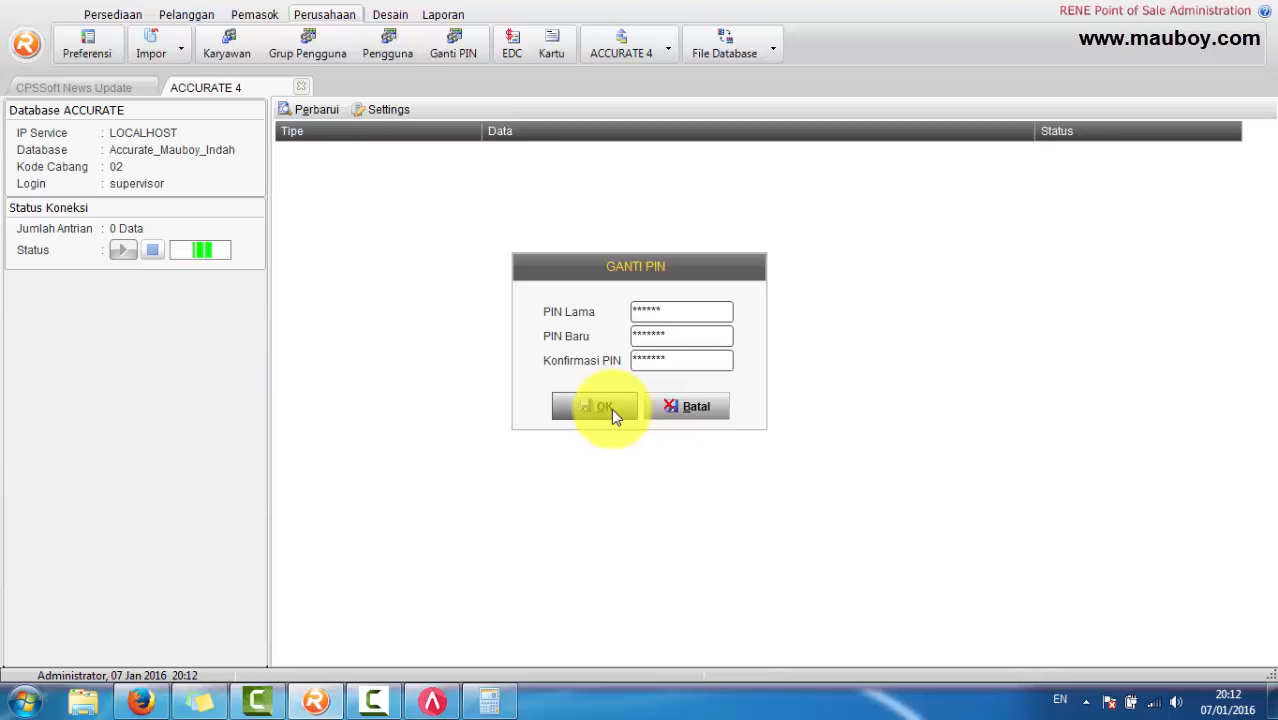 Persediaan Pelanggan Pemasok Perusahaan Desain Laporan
RENE Point of Sale Administration
www.mauboy.com
Preferensi Impor Karyawan Grup Pengguna Pengguna Ganti PIN EDC Kartu ACCURATE 4 File Database
CPSSoft News Update ACCURATE 4
Database ACCURATE
IP Service : LOCALHOST
Database : Accurate_Mauboy_Indah
Kode Cabang : 02
Login : supervisor
Status Koneksi
Jumlah Antrian : 0 Data
Status :
Perbarui Settings
Tipe Data Status
GANTI PIN
PIN Lama ******
PIN Baru *******
Konfirmasi PIN *******
OK Batal
Administrator, 07 Jan 2016 20:12
EN
20:12
07/01/2016